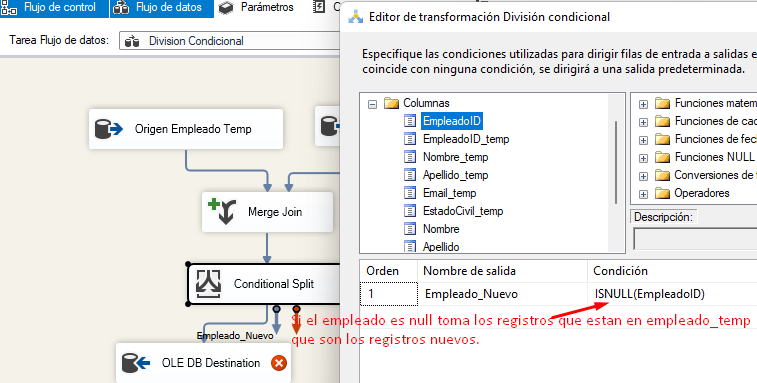 Flujo de control
Flujo de datos
Parámetros
Tarea Flujo de datos:
Division Condicional
Origen Empleado Temp
Merge Join
Conditional Split
Empleado_Nuevo
OLE DB Destination
Editor de transformación División condicional
Especifique las condiciones utilizadas para dirigir filas de entrada a salidas e
coincide con ninguna condición, se dirigirá a una salida predeterminada.
Columnas
EmpleadoID
EmpleadoID_temp
Nombre_temp
Apellido_temp
Email_temp
EstadoCivil_temp
Nombre
Apellido
Funciones matem
Funciones de cad
Funciones de fech
Funciones NULL
Conversiones de t
Operadores
Descripción:
Orden Nombre de salida Condición
1 Empleado_Nuevo ISNULL(EmpleadoID)
Si el empleado es null toma los registros que estan en empleado_temp
que son los registros nuevos.